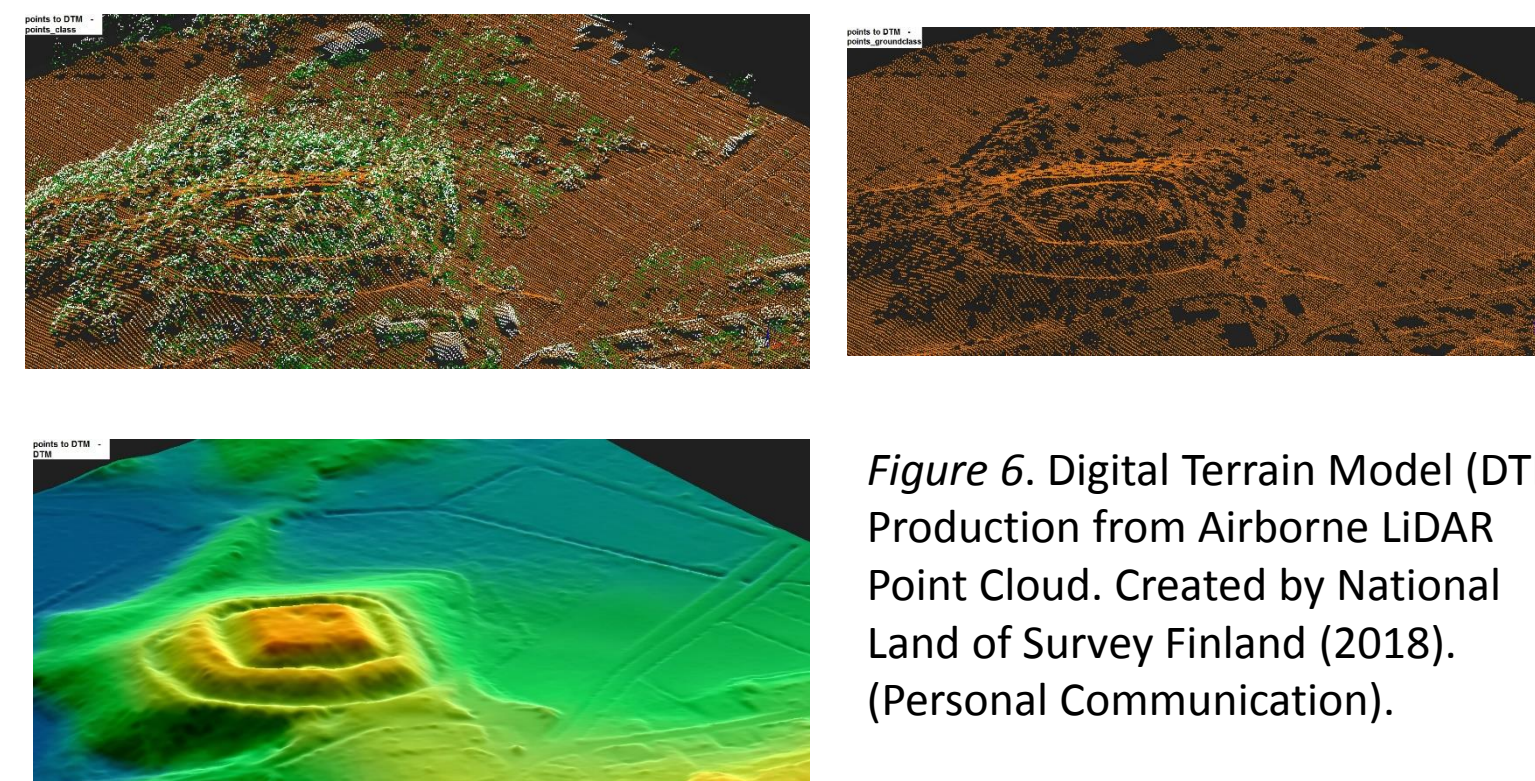 points to DTM -
points_class
points to DTM -
points_groundclass
points to DTM -
DTM
Figure 6. Digital Terrain Model (DT
Production from Airborne LiDAR
Point Cloud. Created by National
Land of Survey Finland (2018).
(Personal Communication).